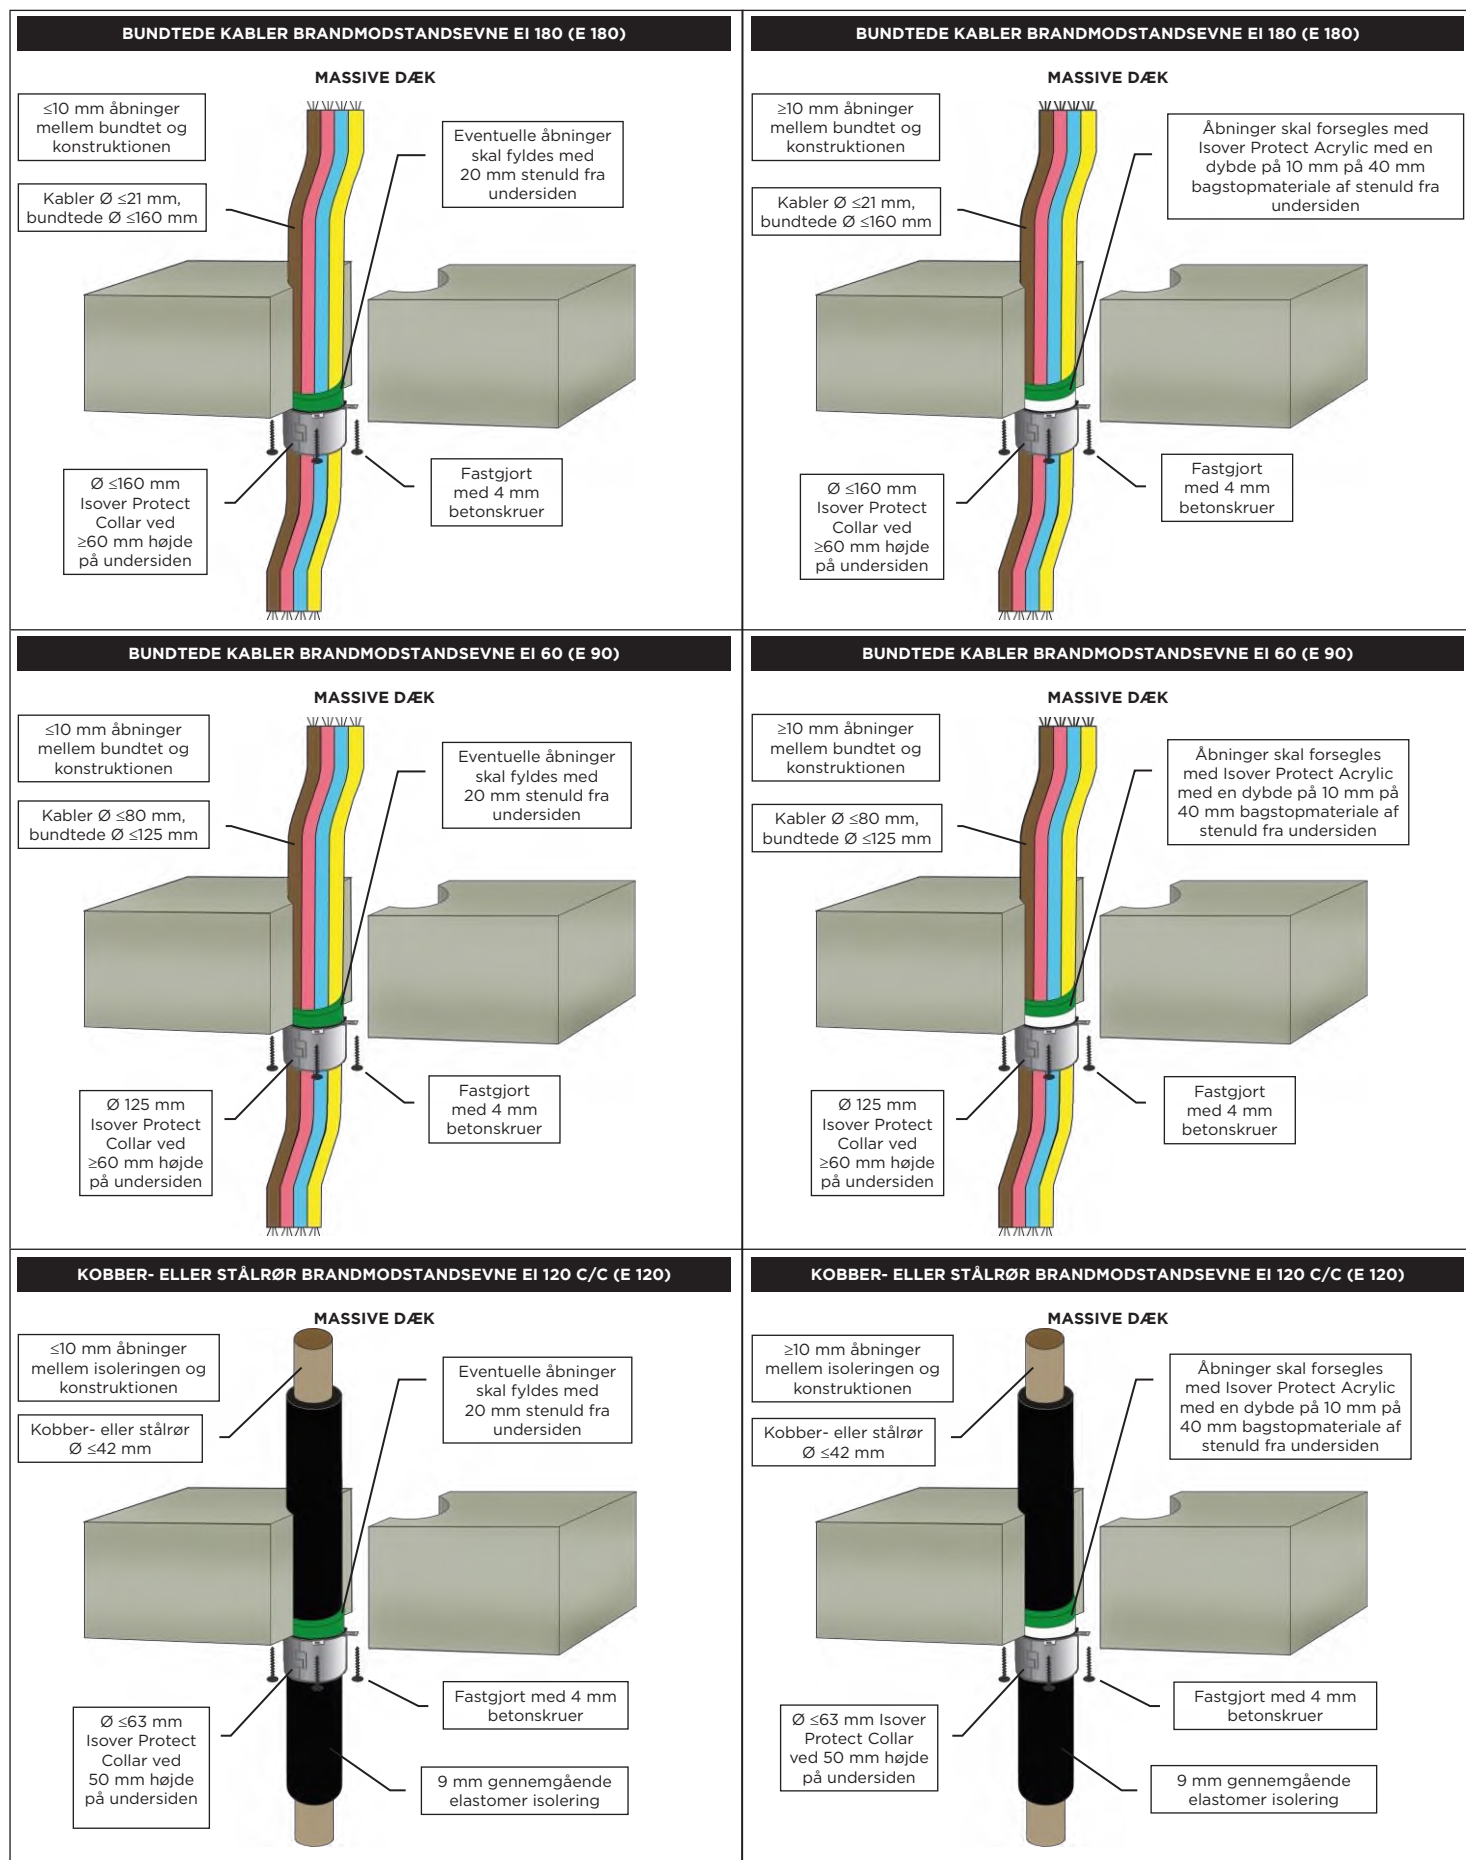 BUNDTEDE KABLER BRANDMODSTANDSEVNE EI 180 (E 180)
MASSIVE DÆK
≤10 mm åbninger
mellem bundtet og
konstruktionen
Eventuelle åbninger
skal fyldes med
20 mm stenuld fra
undersiden
Kabler Ø ≤21 mm,
bundtede Ø ≤160 mm
Ø ≤160 mm
Isover Protect
Collar ved
≥60 mm højde
på undersiden
Fastgjort
med 4 mm
betonskruer
BUNDTEDE KABLER BRANDMODSTANDSEVNE EI 180 (E 180)
MASSIVE DÆK
≥10 mm åbninger
mellem bundtet og
konstruktionen
Åbninger skal forsegles med
Isover Protect Acrylic med en
dybde på 10 mm på 40 mm
bagstopmateriale af stenuld fra
undersiden
Kabler Ø ≤21 mm,
bundtede Ø ≤160 mm
Ø ≤160 mm
Isover Protect
Collar ved
≥60 mm højde
på undersiden
Fastgjort
med 4 mm
betonskruer
BUNDTEDE KABLER BRANDMODSTANDSEVNE EI 60 (E 90)
MASSIVE DÆK
≤10 mm åbninger
mellem bundtet og
konstruktionen
Eventuelle åbninger
skal fyldes med
20 mm stenuld fra
undersiden
Kabler Ø ≤80 mm,
bundtede Ø ≤125 mm
Ø 125 mm
Isover Protect
Collar ved
≥60 mm højde
på undersiden
Fastgjort
med 4 mm
betonskruer
BUNDTEDE KABLER BRANDMODSTANDSEVNE EI 60 (E 90)
MASSIVE DÆK
≥10 mm åbninger
mellem bundtet og
konstruktionen
Åbninger skal forsegles
med Isover Protect Acrylic
med en dybde på 10 mm på
40 mm bagstopmateriale af
stenuld fra undersiden
Kabler Ø ≤80 mm,
bundtede Ø ≤125 mm
Ø 125 mm
Isover Protect
Collar ved
≥60 mm højde
på undersiden
Fastgjort
med 4 mm
betonskruer
KOBBER- ELLER STÅLRØR BRANDMODSTANDSEVNE EI 120 C/C (E 120)
MASSIVE DÆK
≤10 mm åbninger
mellem isoleringen og
konstruktionen
Eventuelle åbninger
skal fyldes med
20 mm stenuld fra
undersiden
Kobber- eller stålrør
Ø ≤42 mm
Fastgjort med 4 mm
betonskruer
Ø ≤63 mm
Isover Protect
Collar ved
50 mm højde
på undersiden
9 mm gennemgående
elastomer isolering
KOBBER- ELLER STÅLRØR BRANDMODSTANDSEVNE EI 120 C/C (E 120)
MASSIVE DÆK
≥10 mm åbninger
mellem isoleringen og
konstruktionen
Åbninger skal forsegles
med Isover Protect Acrylic
med en dybde på 10 mm på
40 mm bagstopmateriale af
stenuld fra undersiden
Kobber- eller stålrør
Ø ≤42 mm
Fastgjort med 4 mm
betonskruer
Ø ≤63 mm Isover
Protect Collar
ved 50 mm højde
på undersiden
9 mm gennemgående
elastomer isolering